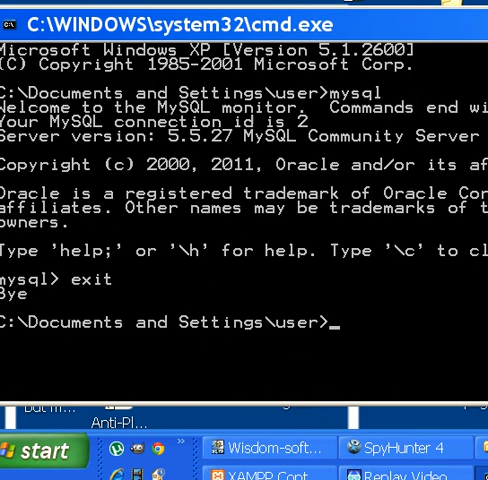 C:\WINDOWS\system32\cmd.exe
Microsoft Windows XP [Version 5.1.2600]
(C) Copyright 1985-2001 Microsoft Corp.
C:\Documents and Settings\user>mysql
Welcome to the MySQL monitor.  Commands end wi
Your MySQL connection id is 2
Server version: 5.5.27 MySQL Community Server
Copyright (c) 2000, 2011, Oracle and/or its af
Oracle is a registered trademark of Oracle Cor
affiliates. Other names may be trademarks of t
owners.
Type 'help;' or '\h' for help. Type '\c' to cl
mysql> exit
Bye
C:\Documents and Settings\user>_
Anti-Pl...
start
Wisdom-soft...
SpyHunter 4
XAMPP Cont
Replay Video